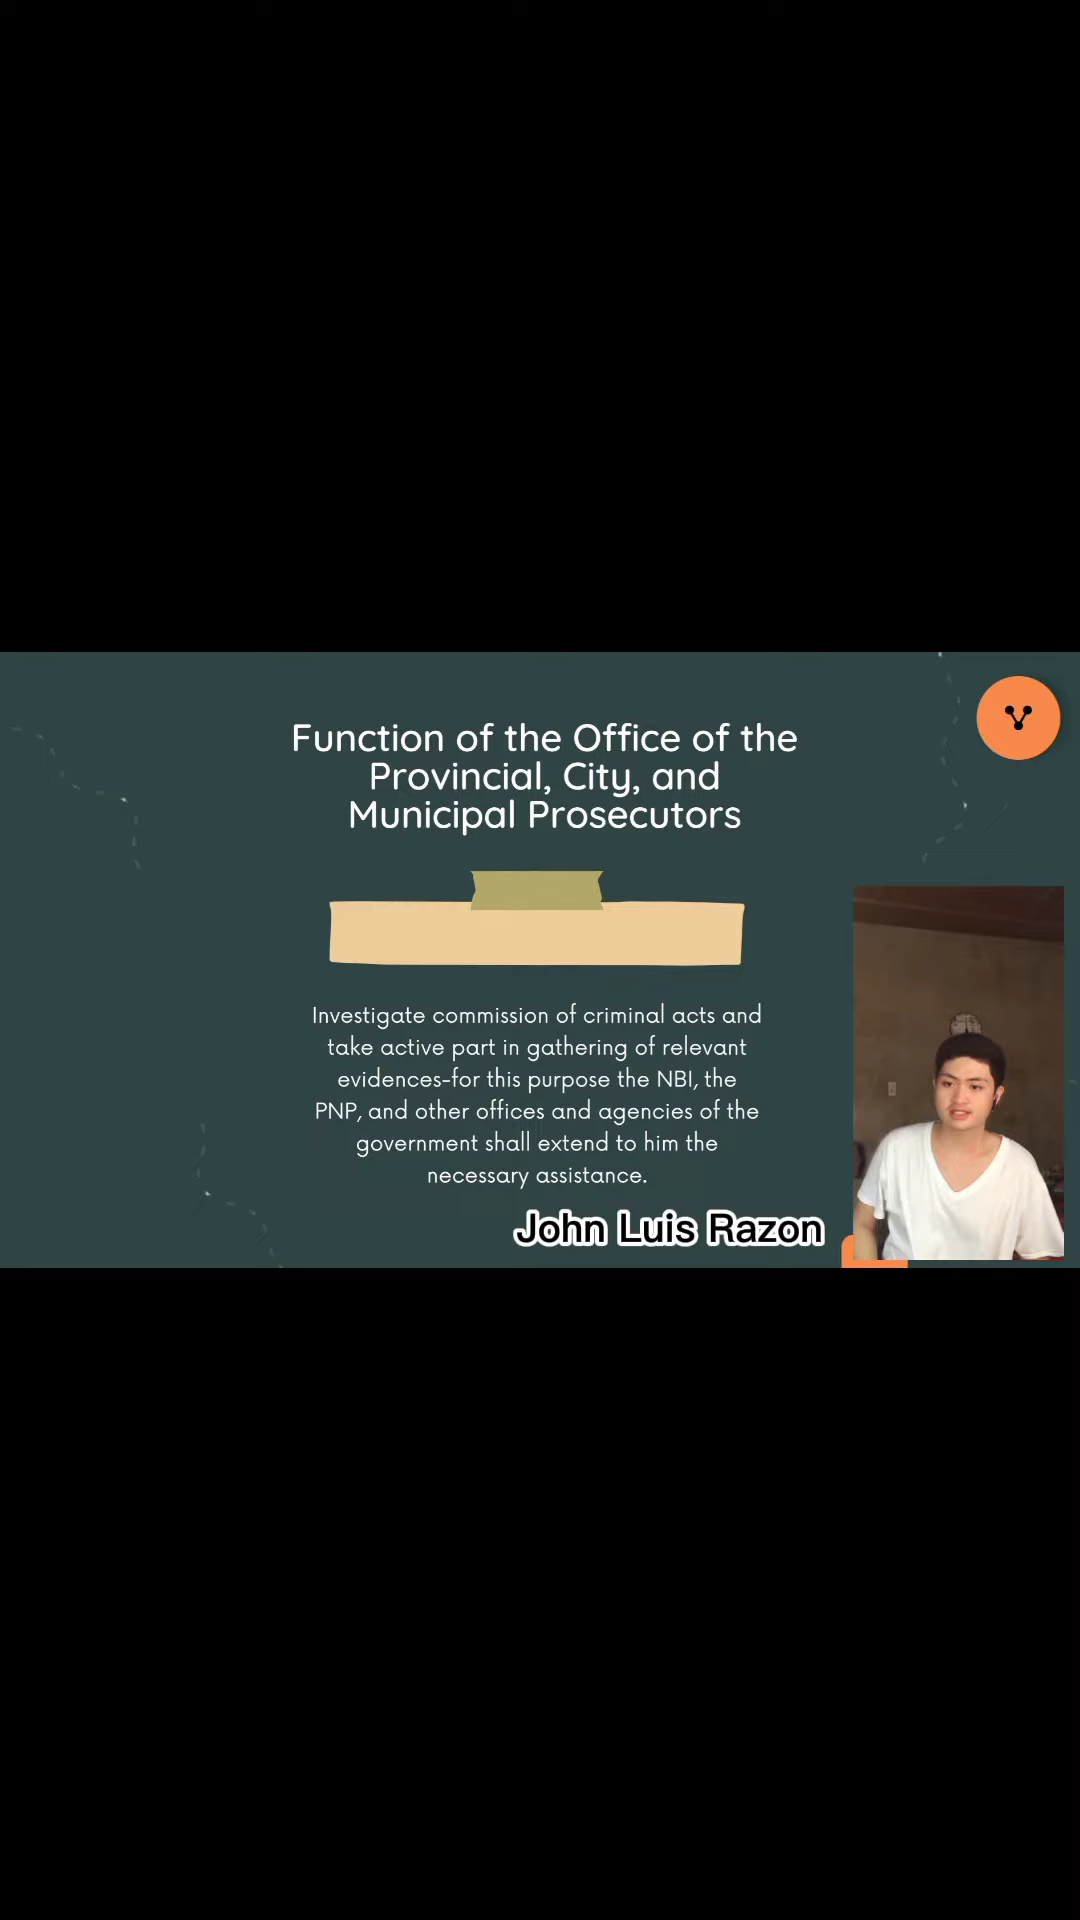 Function of the Office of the
Provincial, City, and
Municipal Prosecutors
Investigate commission of criminal acts and
take active part in gathering of relevant
evidences-for this purpose the NBI, the
PNP, and other offices and agencies of the
government shall extend to him the
necessary assistance.
John Luis Razon